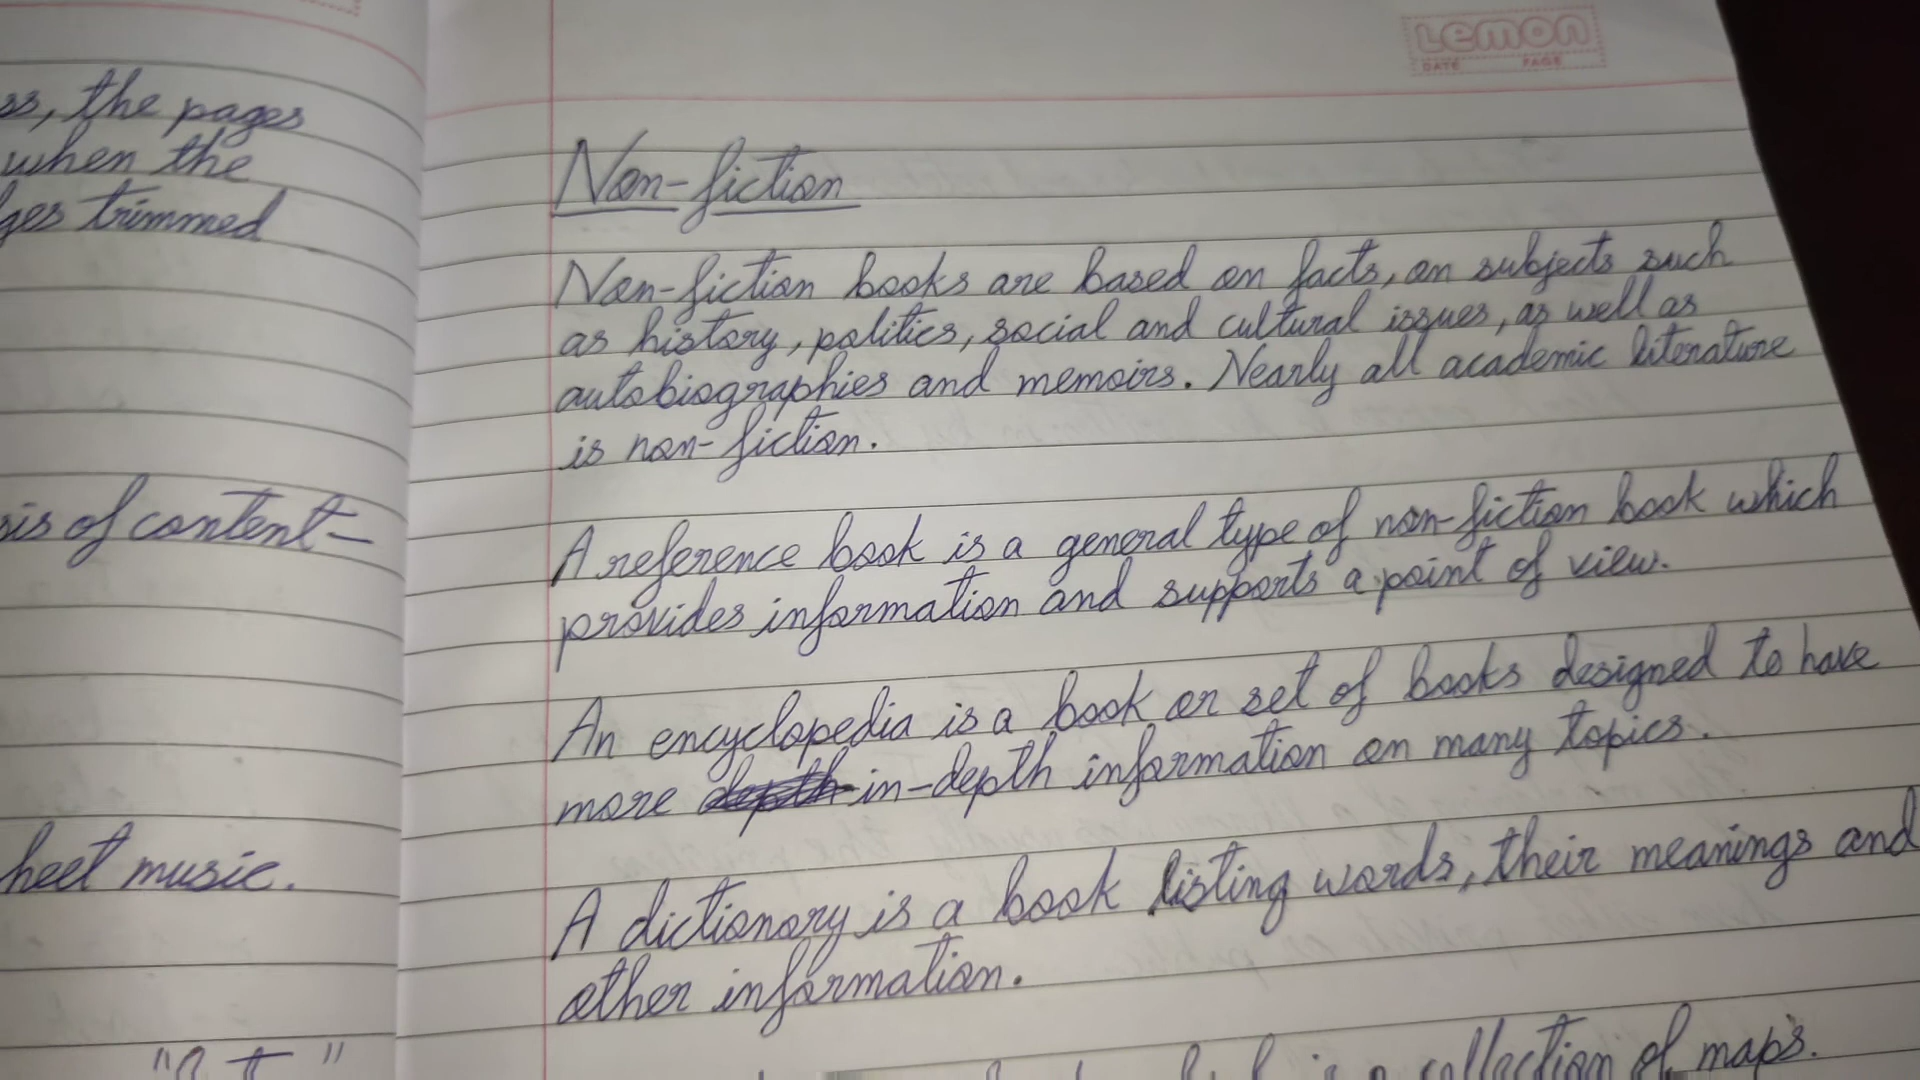 ss, the pages
when the
ges trimmed
sis of content-
heet music.
Lemon
DATE PAGE
Non-fiction
Non-fiction books are based on facts, on subjects such
as history, politics, social and cultural issues, as well as
autobiographies and memoirs. Nearly all academic literature
is non-fiction.
A reference book is a general type of non-fiction book which
provides information and supports a point of view.
An encyclopedia is a book or set of books designed to have
more depth in-depth information on many topics.
A dictionary is a book listing words, their meanings and
other information.
is a collection of maps.